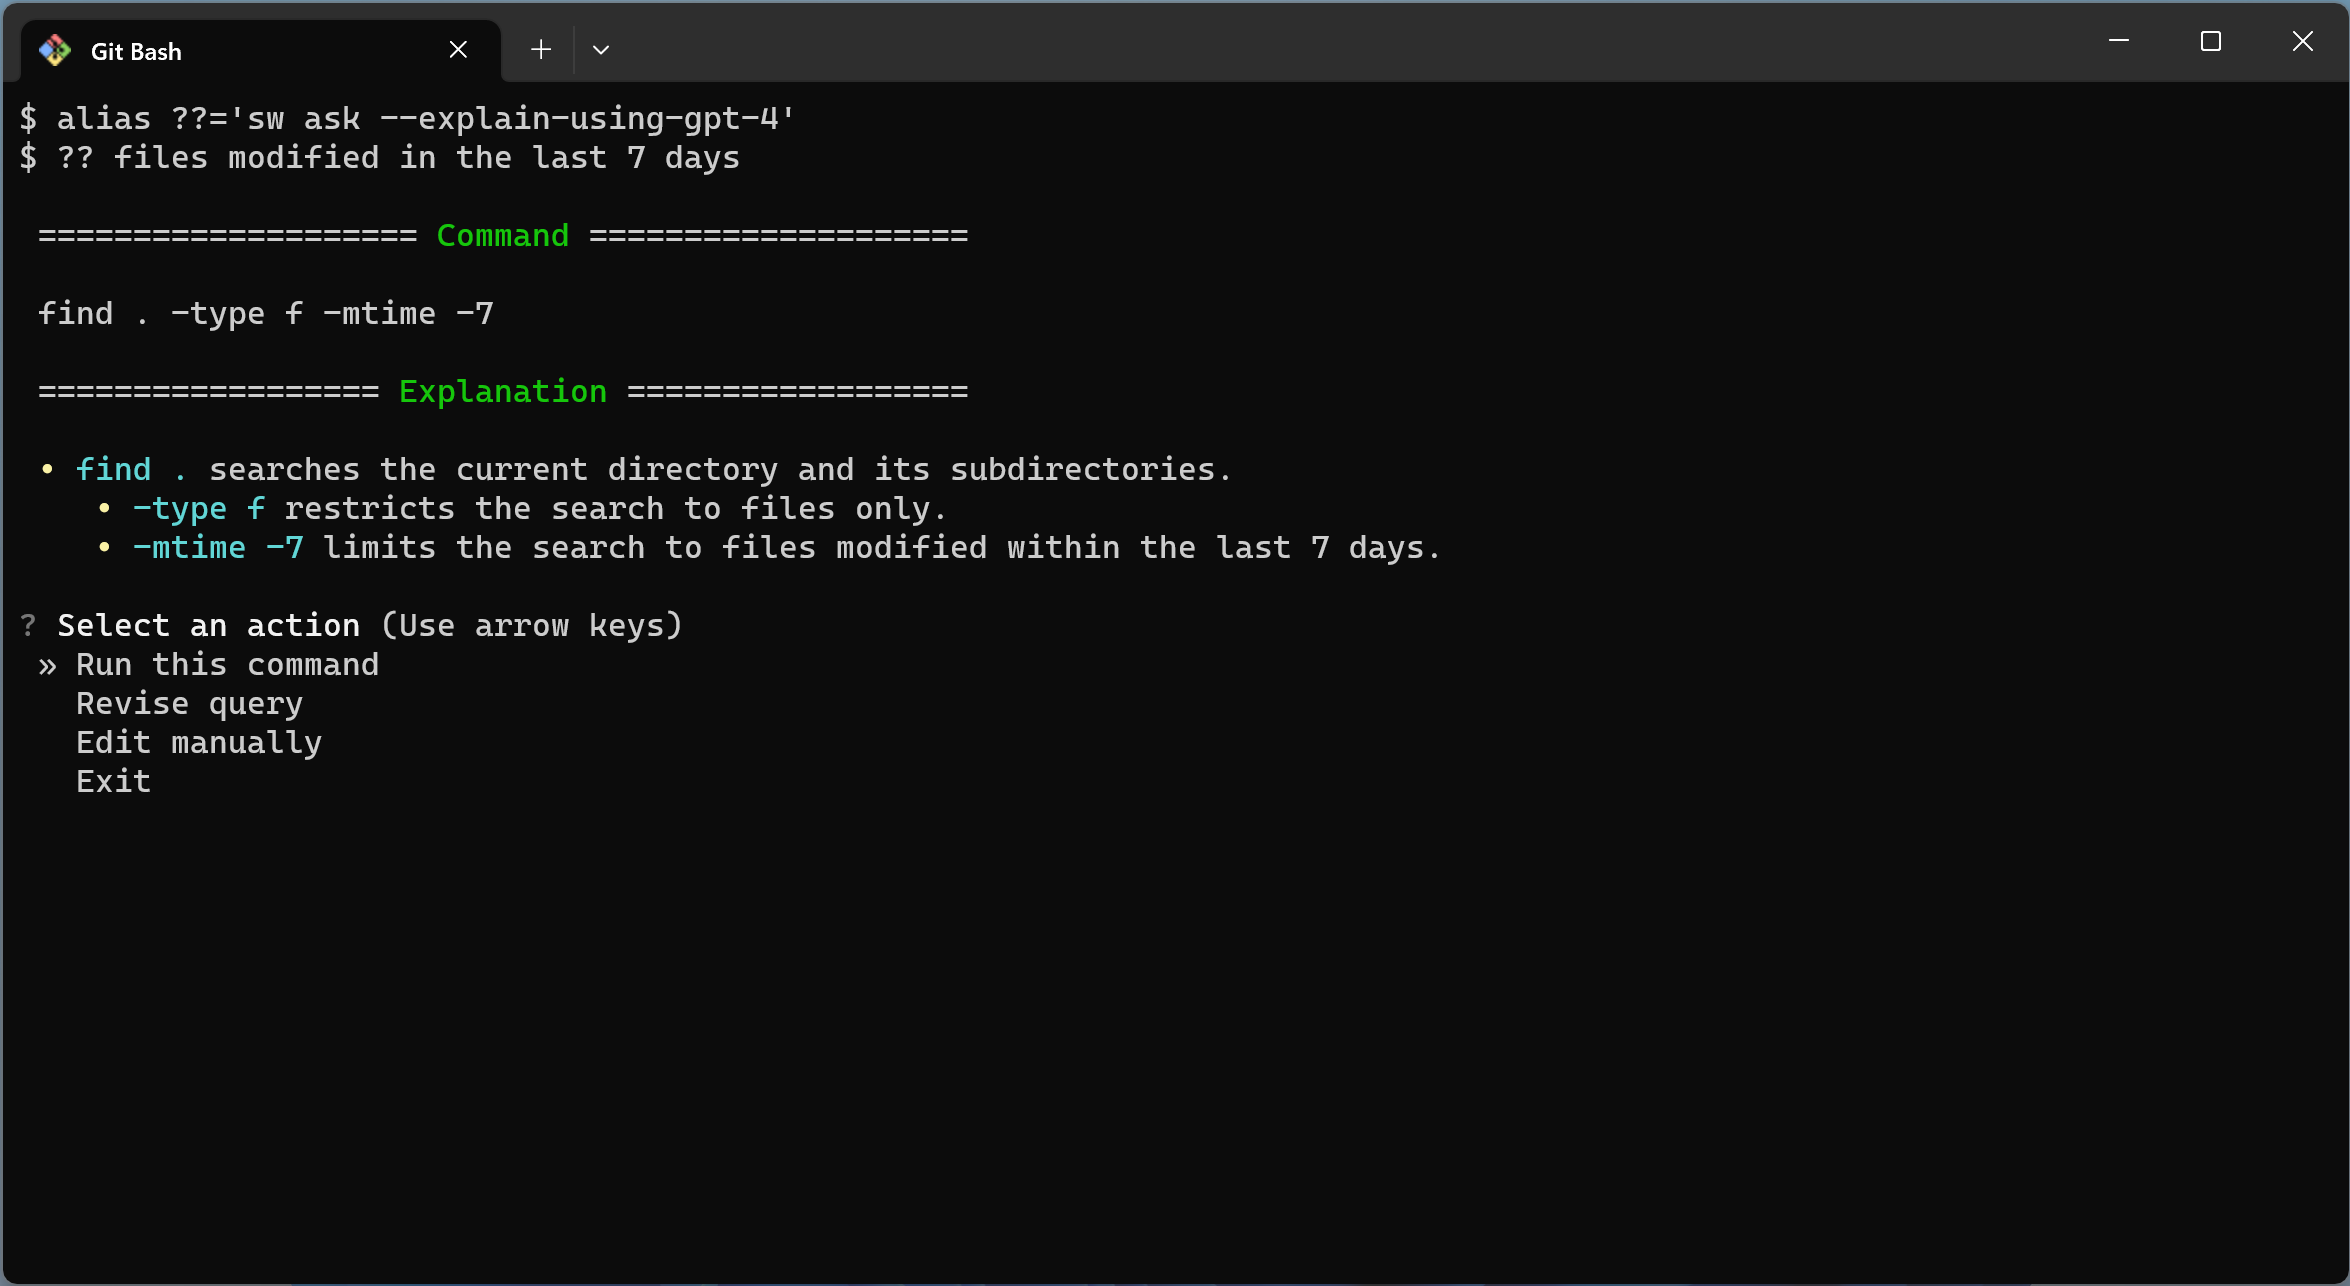 Git Bash
$ alias ??='sw ask --explain-using-gpt-4'
$ ?? files modified in the last 7 days
==================== Command ====================
find . -type f -mtime -7
================== Explanation ==================
• find . searches the current directory and its subdirectories.
• -type f restricts the search to files only.
• -mtime -7 limits the search to files modified within the last 7 days.
? Select an action (Use arrow keys)
» Run this command
Revise query
Edit manually
Exit